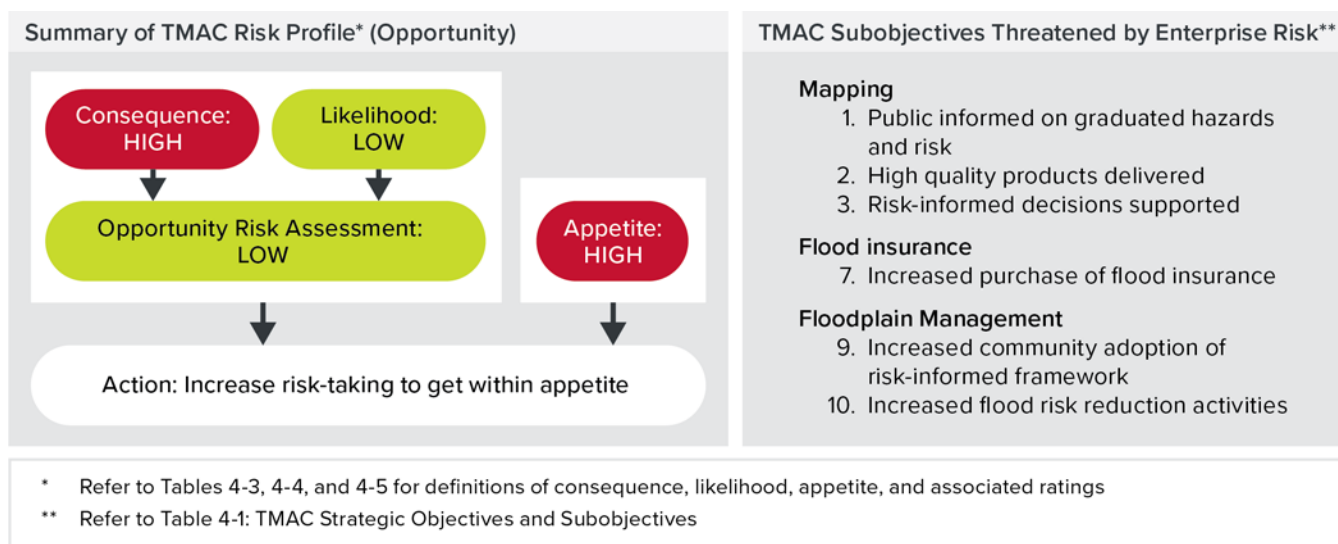 Summary of TMAC Risk Profile* (Opportunity)
Consequence:
HIGH
Likelihood:
LOW
Opportunity Risk Assessment:
LOW
Appetite:
HIGH
Action: Increase risk-taking to get within appetite
TMAC Subobjectives Threatened by Enterprise Risk**
Mapping
1. Public informed on graduated hazards
and risk
2. High quality products delivered
3. Risk-informed decisions supported
Flood insurance
7. Increased purchase of flood insurance
Floodplain Management
9. Increased community adoption of
risk-informed framework
10. Increased flood risk reduction activities
* Refer to Tables 4-3, 4-4, and 4-5 for definitions of consequence, likelihood, appetite, and associated ratings
** Refer to Table 4-1: TMAC Strategic Objectives and Subobjectives